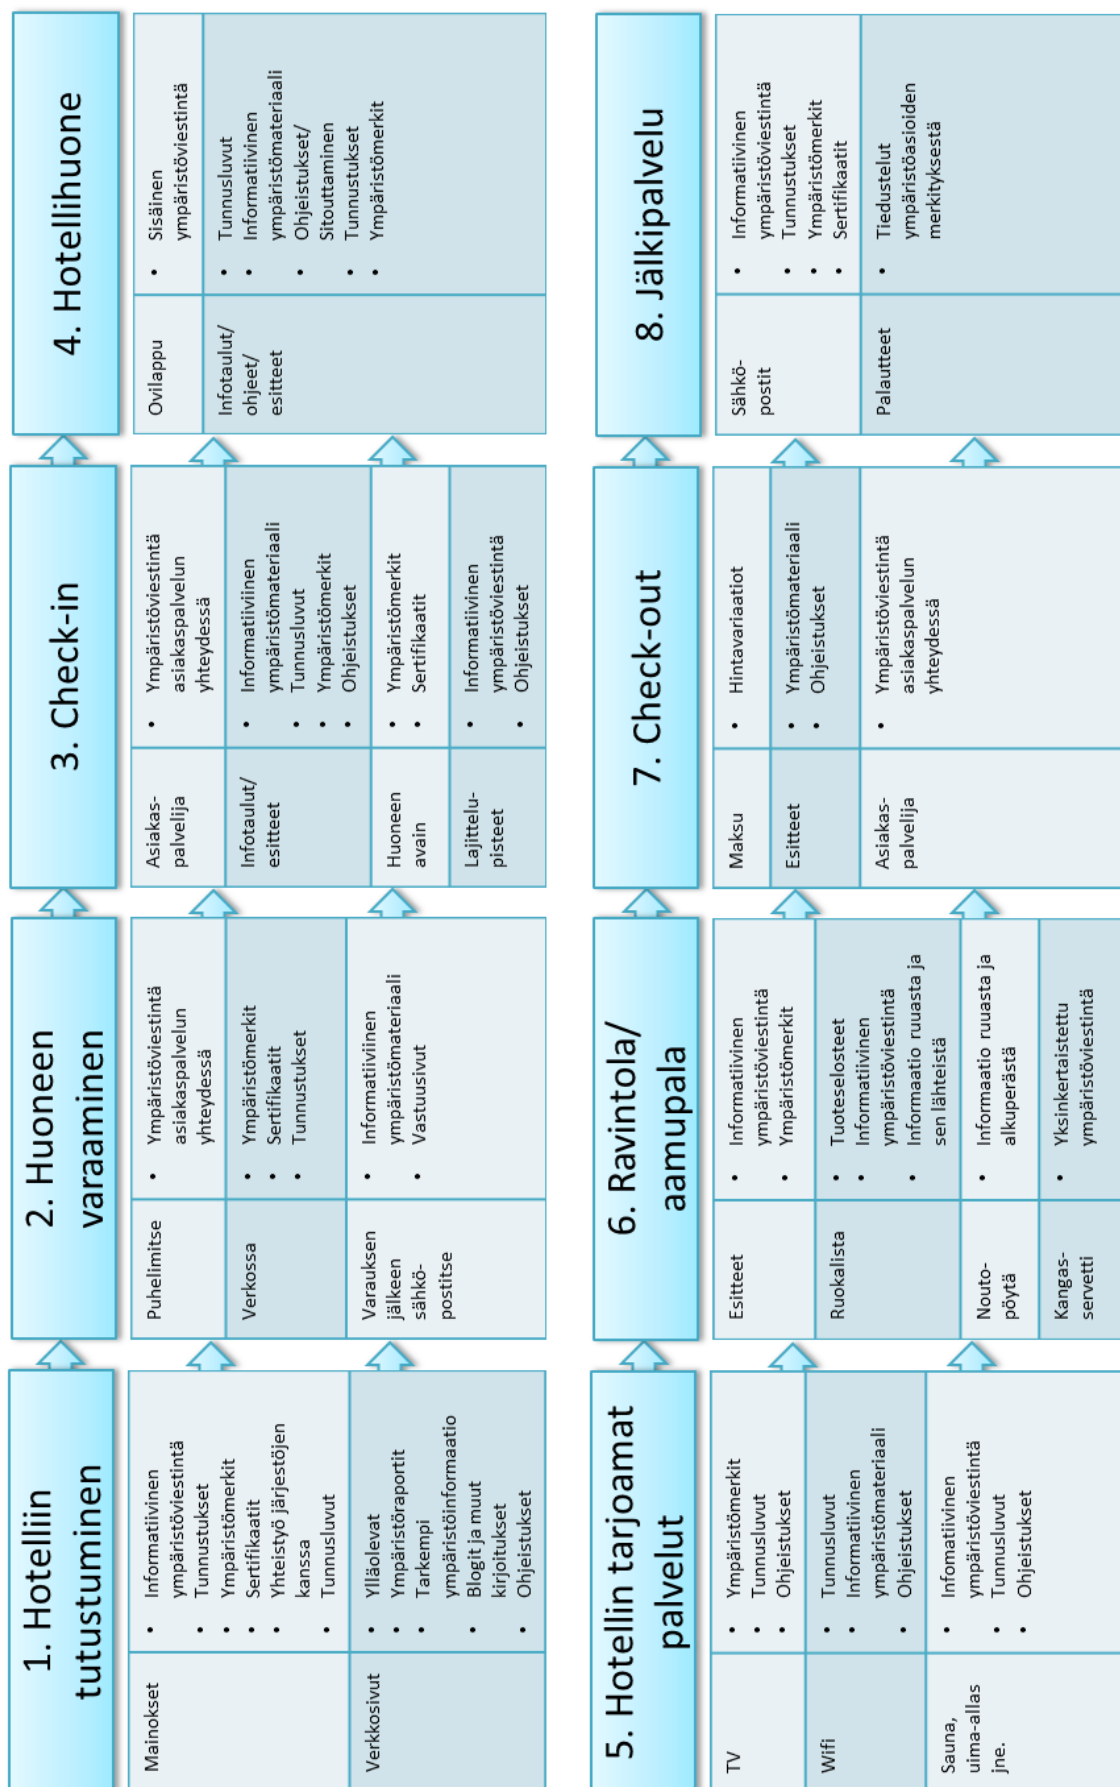 1. Hotelliin
tutustuminen
Mainokset
• Informatiivinen
ympäristöviestintä
• Tunnustukset
• Ympäristömerkit
• Sertifikaatit
• Yhteistyö järjestöjen
kanssa
• Tunnusluvut
Verkkosivut
• Ylläolevat
• Ympäristöraportit
• Tarkempi
ympäristöinformaatio
• Blogit ja muut
kirjoitukset
• Ohjeistukset
2. Huoneen
varaaminen
Puhelimitse
• Ympäristöviestintä
asiakaspalvelun
yhteydessä
Verkossa
• Ympäristömerkit
• Sertifikaatit
• Tunnustukset
Varauksen
jälkeen
sähkö-
postitse
• Informatiivinen
ympäristömateriaali
• Vastuusivut
3. Check-in
Asiakas-
palvelija
• Ympäristöviestintä
asiakaspalvelun
yhteydessä
Infotaulut/
esitteet
• Informatiivinen
ympäristömateriaali
• Tunnusluvut
• Ympäristömerkit
• Ohjeistukset
Huoneen
avain
• Ympäristömerkit
• Sertifikaatit
Lajittelu-
pisteet
• Informatiivinen
ympäristöviestintä
• Ohjeistukset
4. Hotellihuone
Ovilappu
• Sisäinen
ympäristöviestintä
Infotaulut/
ohjeet/
esitteet
• Tunnusluvut
• Informatiivinen
ympäristömateriaali
• Ohjeistukset/
Sitouttaminen
• Tunnustukset
• Ympäristömerkit
5. Hotellin tarjoamat
palvelut
TV
• Ympäristömerkit
• Tunnusluvut
• Ohjeistukset
Wifi
• Tunnusluvut
• Informatiivinen
ympäristömateriaali
• Ohjeistukset
Sauna,
uima-allas
jne.
• Infomatiivinen
ympäristöviestintä
• Tunnusluvut
• Ohjeistukset
6. Ravintola/
aamupala
Esitteet
• Informatiivinen
ympäristöviestintä
• Ympäristömerkit
Ruokalista
• Tuoteselosteet
• Informatiivinen
ympäristöviestintä
• Informaatio ruuasta ja
sen lähteistä
Nouto-
pöytä
• Informaatio ruuasta ja
alkuperästä
Kangas-
servetti
• Yksinkertaistettu
ympäristöviestintä
7. Check-out
Maksu
• Hintavariaatiot
Esitteet
• Ympäristömateriaali
• Ohjeistukset
Asiakas-
palvelija
• Ympäristöviestintä
asiakaspalvelun
yhteydessä
8. Jälkipalvelu
Sähkö-
postit
• Informatiivinen
ympäristöviestintä
• Tunnustukset
• Ympäristömerkit
• Sertifikaatit
Palautteet
• Tiedustelut
ympäristöasioiden
merkityksestä